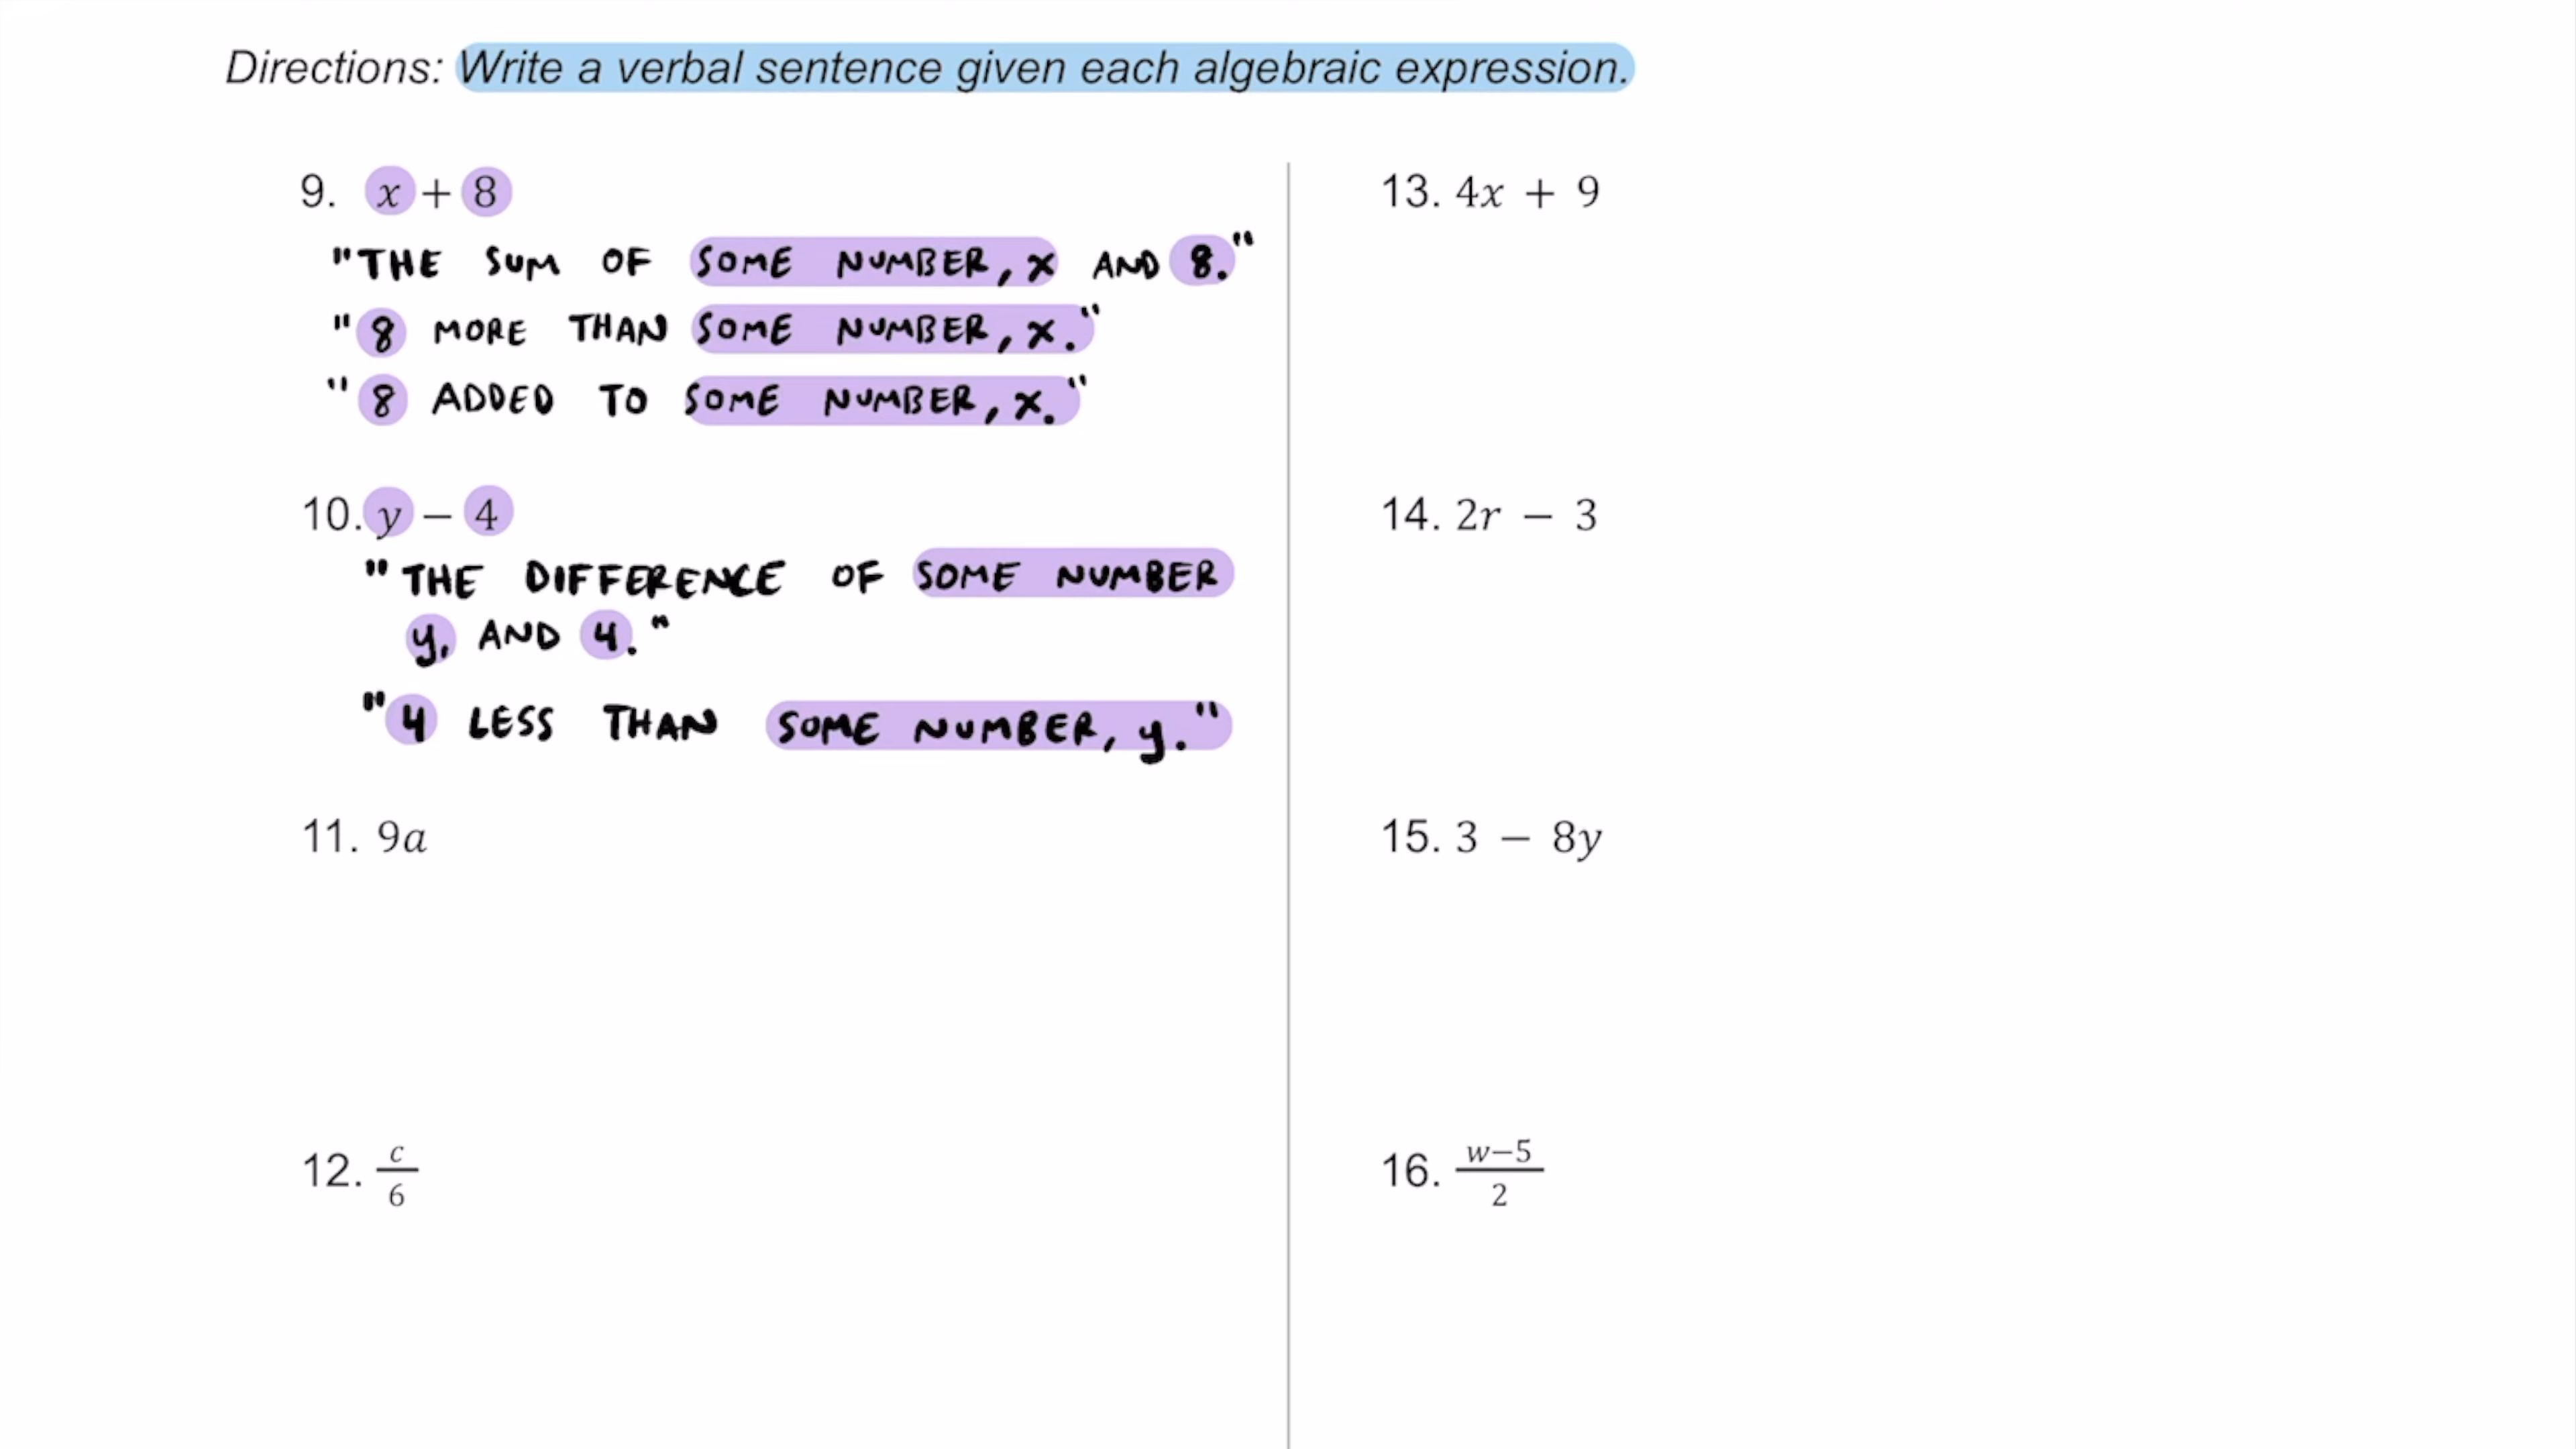 Directions: Write a verbal sentence given each algebraic expression.
9. x + 8
"THE SUM OF SOME NUMBER, x AND 8."
"8 MORE THAN SOME NUMBER, x."
"8 ADDED TO SOME NUMBER, x."
10. y − 4
"THE DIFFERENCE OF SOME NUMBER
y, AND 4."
"4 LESS THAN SOME NUMBER, y."
11. 9a
12. c/6
13. 4x + 9
14. 2r − 3
15. 3 − 8y
16. w−5/2